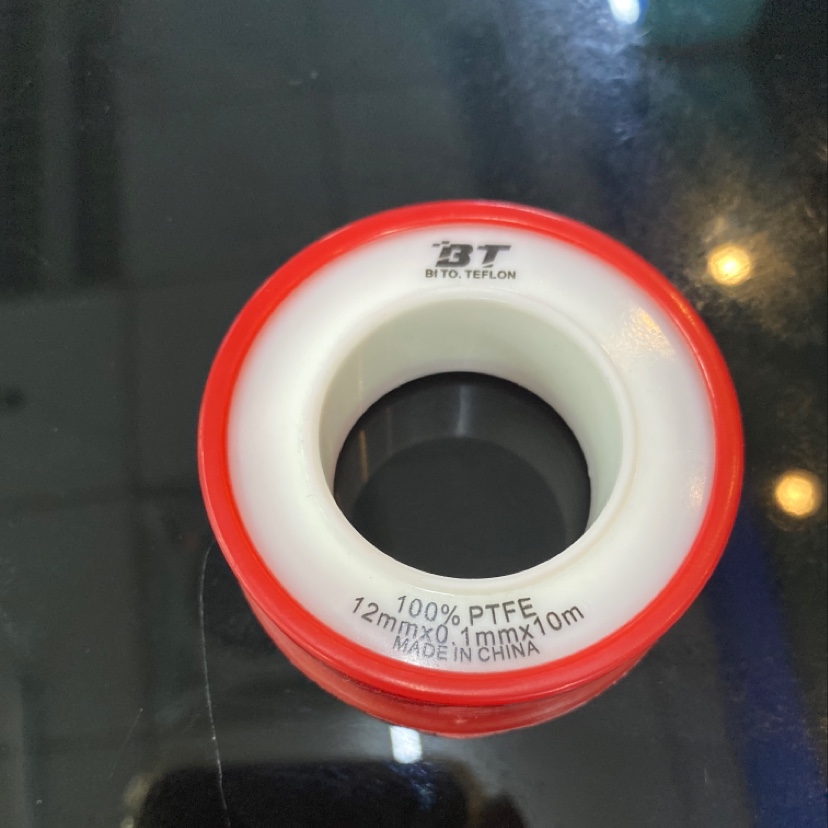 BT
BI TO. TEFLON
100% PTFE
12mmx0.1mmx10m
MADE IN CHINA